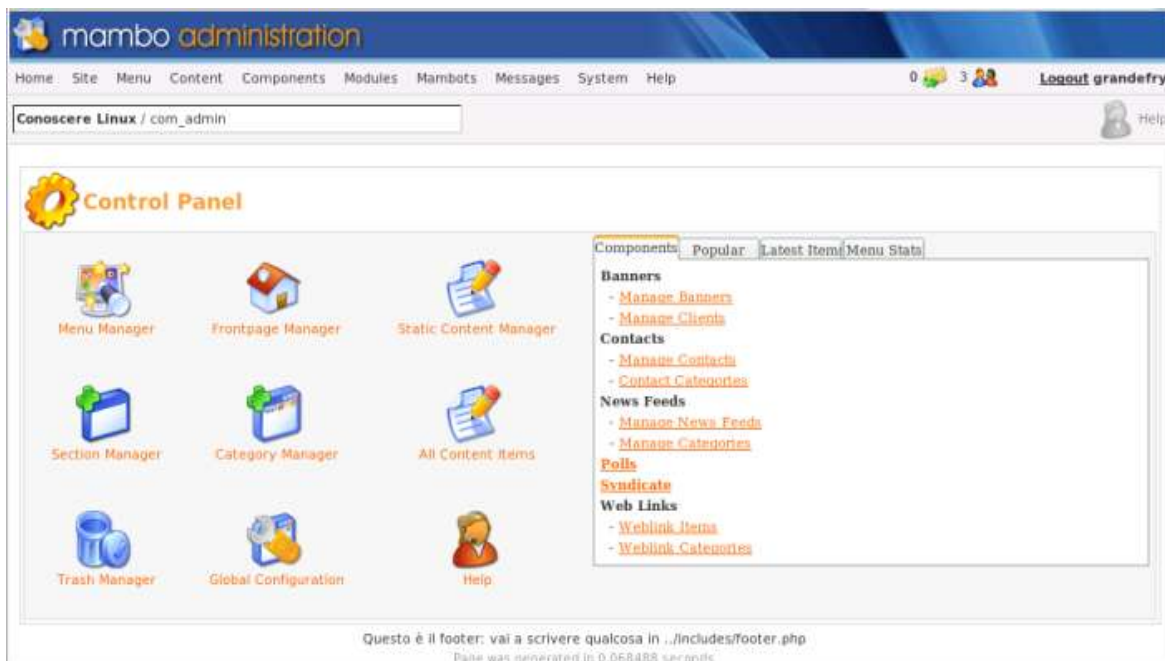 mambo administration
Home Site Menu Content Components Modules Mambots Messages System Help 0 3 Logout grandefry
Conoscere Linux / com_admin Help
Control Panel
Components Popular Latest Items Menu Stats
Menu Manager Frontpage Manager Static Content Manager
Section Manager Category Manager All Content Items
Trash Manager Global Configuration Help
Banners
- Manage Banners
- Manage Clients
Contacts
- Manage Contacts
- Contact Categories
News Feeds
- Manage News Feeds
- Manage Categories
Polls
Syndicate
Web Links
- Weblink Items
- Weblink Categories
Questo è il footer: vai a scrivere qualcosa in ../includes/footer.php
Page was generated in 0.068488 seconds